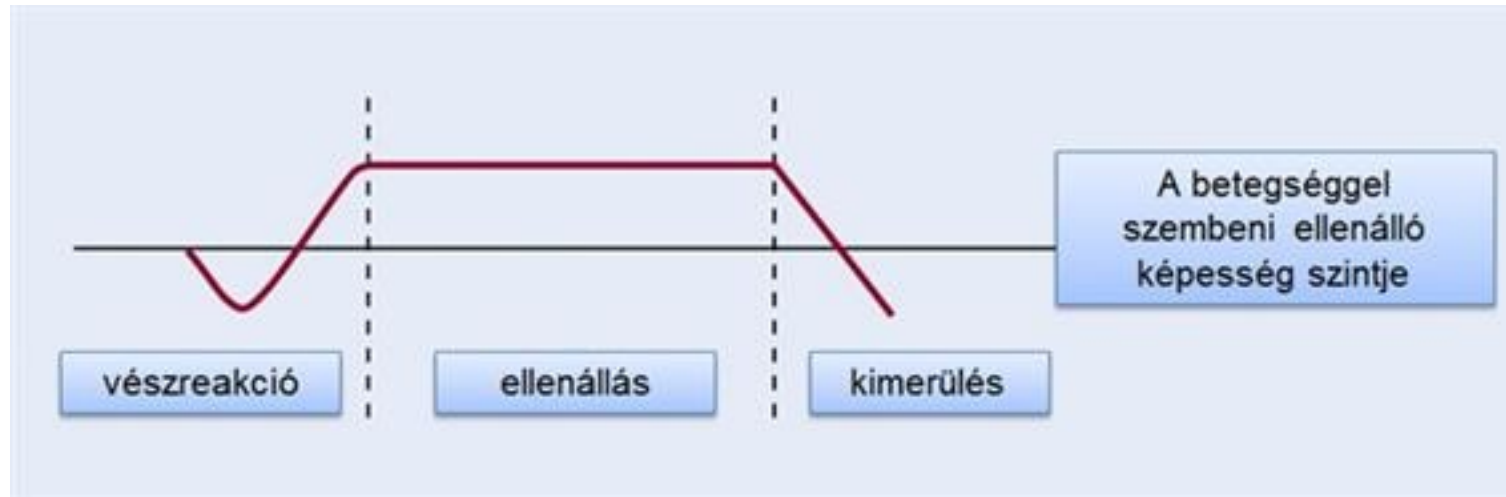 A betegséggel
szembeni ellenálló
képesség szintje
vészreakció
ellenállás
kimerülés